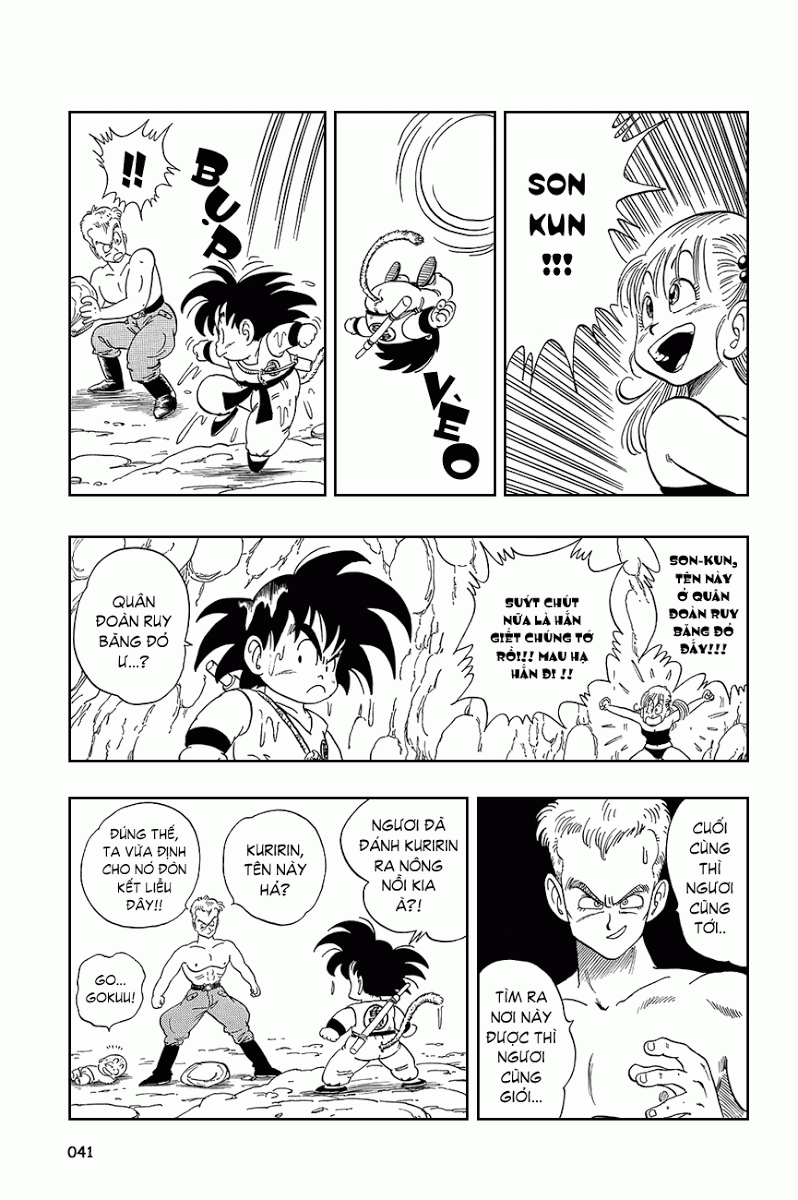 SON
KUN
!!!
VÈO
BỤP
!!
SON-KUN,
TÊN NÀY
Ở QUÂN
ĐOÀN RUY
BĂNG ĐỎ
ĐẤY!!!
SUÝT CHÚT
NỮA LÀ HẮN
GIẾT CHÚNG TỚ
RỒI!! MAU HẠ
HẮN ĐI !!
QUÂN
ĐOÀN RUY
BĂNG ĐỎ
Ư...?
CUỐI
CÙNG THÌ
NGƯƠI
CŨNG
TỚI..
TÌM RA
NƠI NÀY
ĐƯỢC THÌ
NGƯƠI
CŨNG
GIỎI...
NGƯƠI ĐÃ
ĐÁNH KURIRIN
RA NÔNG
NỖI KIA
À?!
KURIRIN,
TÊN NÀY
HẢ?
ĐÚNG THẾ,
TA VỪA ĐỊNH
CHO NÓ ĐÒN
KẾT LIỄU
ĐÂY!!
GO...
GOKUU!
041